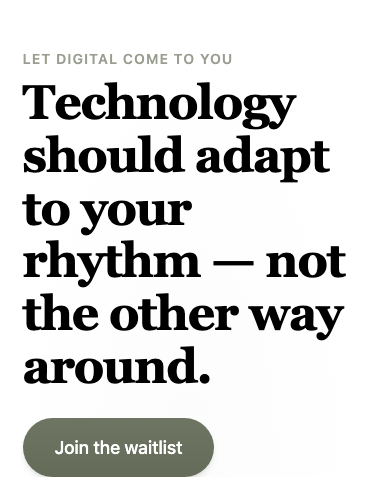 LET DIGITAL COME TO YOU
Technology
should adapt
to your
rhythm — not
the other way
around.
Join the waitlist